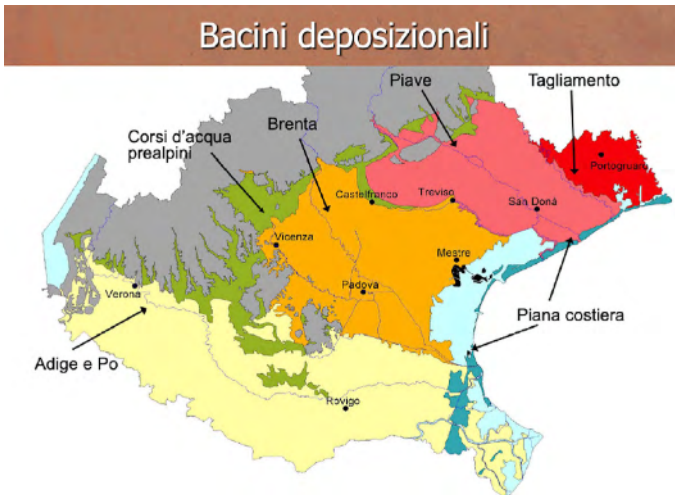 Bacini deposizionali
Piave
Tagliamento
Corsi d'acqua
prealpini
Brenta
Portogruaro
Castelfranco
Treviso
San Donà
Vicenza
Mestre
Padova
Verona
Piana costiera
Adige e Po
Rovigo